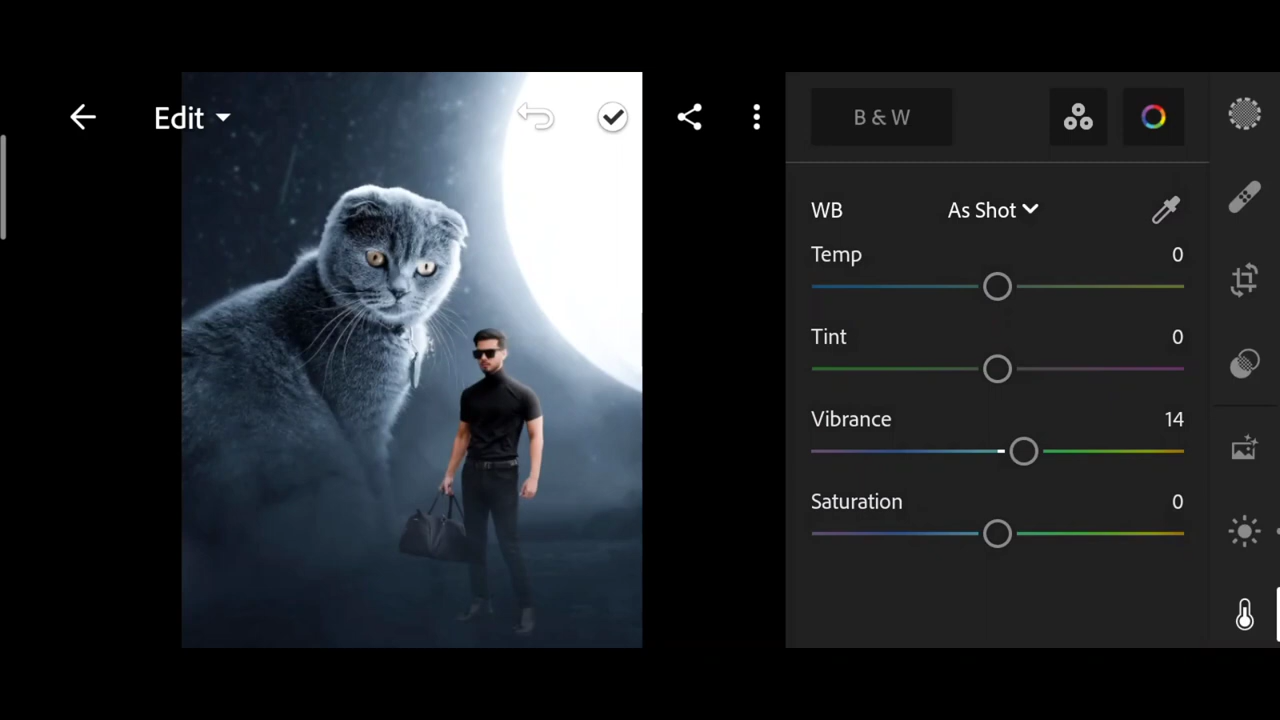 Edit
B & W
WB
As Shot
Temp
0
Tint
0
Vibrance
14
Saturation
0